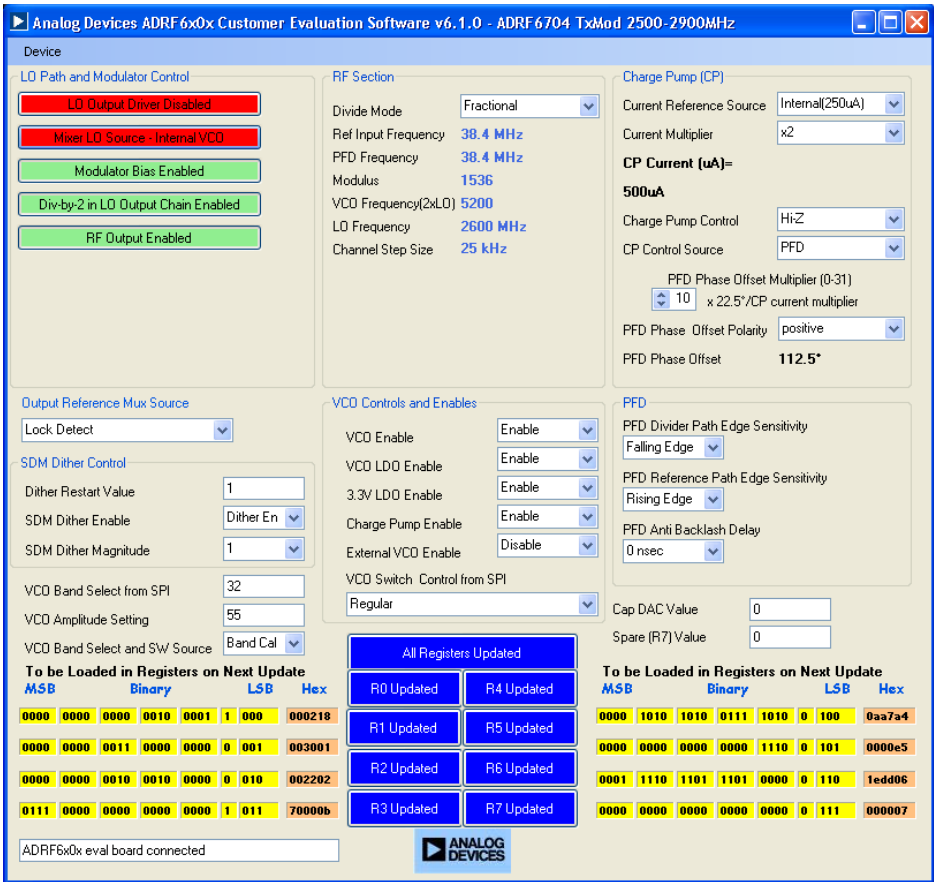 Analog Devices ADRF6x0x Customer Evaluation Software v6.1.0 - ADRF6704 TxMod 2500-2900MHz
Device
LO Path and Modulator Control
LO Output Driver Disabled
Mixer LO Source - Internal VCO
Modulator Bias Enabled
Div-by-2 in LO Output Chain Enabled
RF Output Enabled
RF Section
Divide Mode Fractional
Ref Input Frequency 38.4 MHz
PFD Frequency 38.4 MHz
Modulus 1536
VCO Frequency(2xLO) 5200
LO Frequency 2600 MHz
Channel Step Size 25 kHz
Charge Pump (CP)
Current Reference Source Internal(250uA)
Current Multiplier x2
CP Current (uA)=
500uA
Charge Pump Control Hi-Z
CP Control Source PFD
PFD Phase Offset Multiplier (0-31)
10 x 22.5°/CP current multiplier
PFD Phase Offset Polarity positive
PFD Phase Offset 112.5°
Output Reference Mux Source
Lock Detect
SDM Dither Control
Dither Restart Value 1
SDM Dither Enable Dither En
SDM Dither Magnitude 1
VCO Band Select from SPI 32
VCO Amplitude Setting 55
VCO Band Select and SW Source Band Cal
VCO Controls and Enables
VCO Enable Enable
VCO LDO Enable Enable
3.3V LDO Enable Enable
Charge Pump Enable Enable
External VCO Enable Disable
VCO Switch Control from SPI
Regular
PFD
PFD Divider Path Edge Sensitivity
Falling Edge
PFD Reference Path Edge Sensitivity
Rising Edge
PFD Anti Backlash Delay
0 nsec
Cap DAC Value 0
Spare (R7) Value 0
To be Loaded in Registers on Next Update
MSB Binary LSB Hex
0000 0000 0000 0010 0001 1 000 000218
0000 0000 0011 0000 0000 0 001 003001
0000 0000 0010 0010 0000 0 010 002202
0111 0000 0000 0000 0000 1 011 70000b
All Registers Updated
R0 Updated R4 Updated
R1 Updated R5 Updated
R2 Updated R6 Updated
R3 Updated R7 Updated
To be Loaded in Registers on Next Update
MSB Binary LSB Hex
0000 1010 1010 0111 1010 0 100 0aa7a4
0000 0000 0000 0000 1110 0 101 0000e5
0001 1110 1101 1101 0000 0 110 1edd06
0000 0000 0000 0000 0000 0 111 000007
ADRF6x0x eval board connected
ANALOG
DEVICES